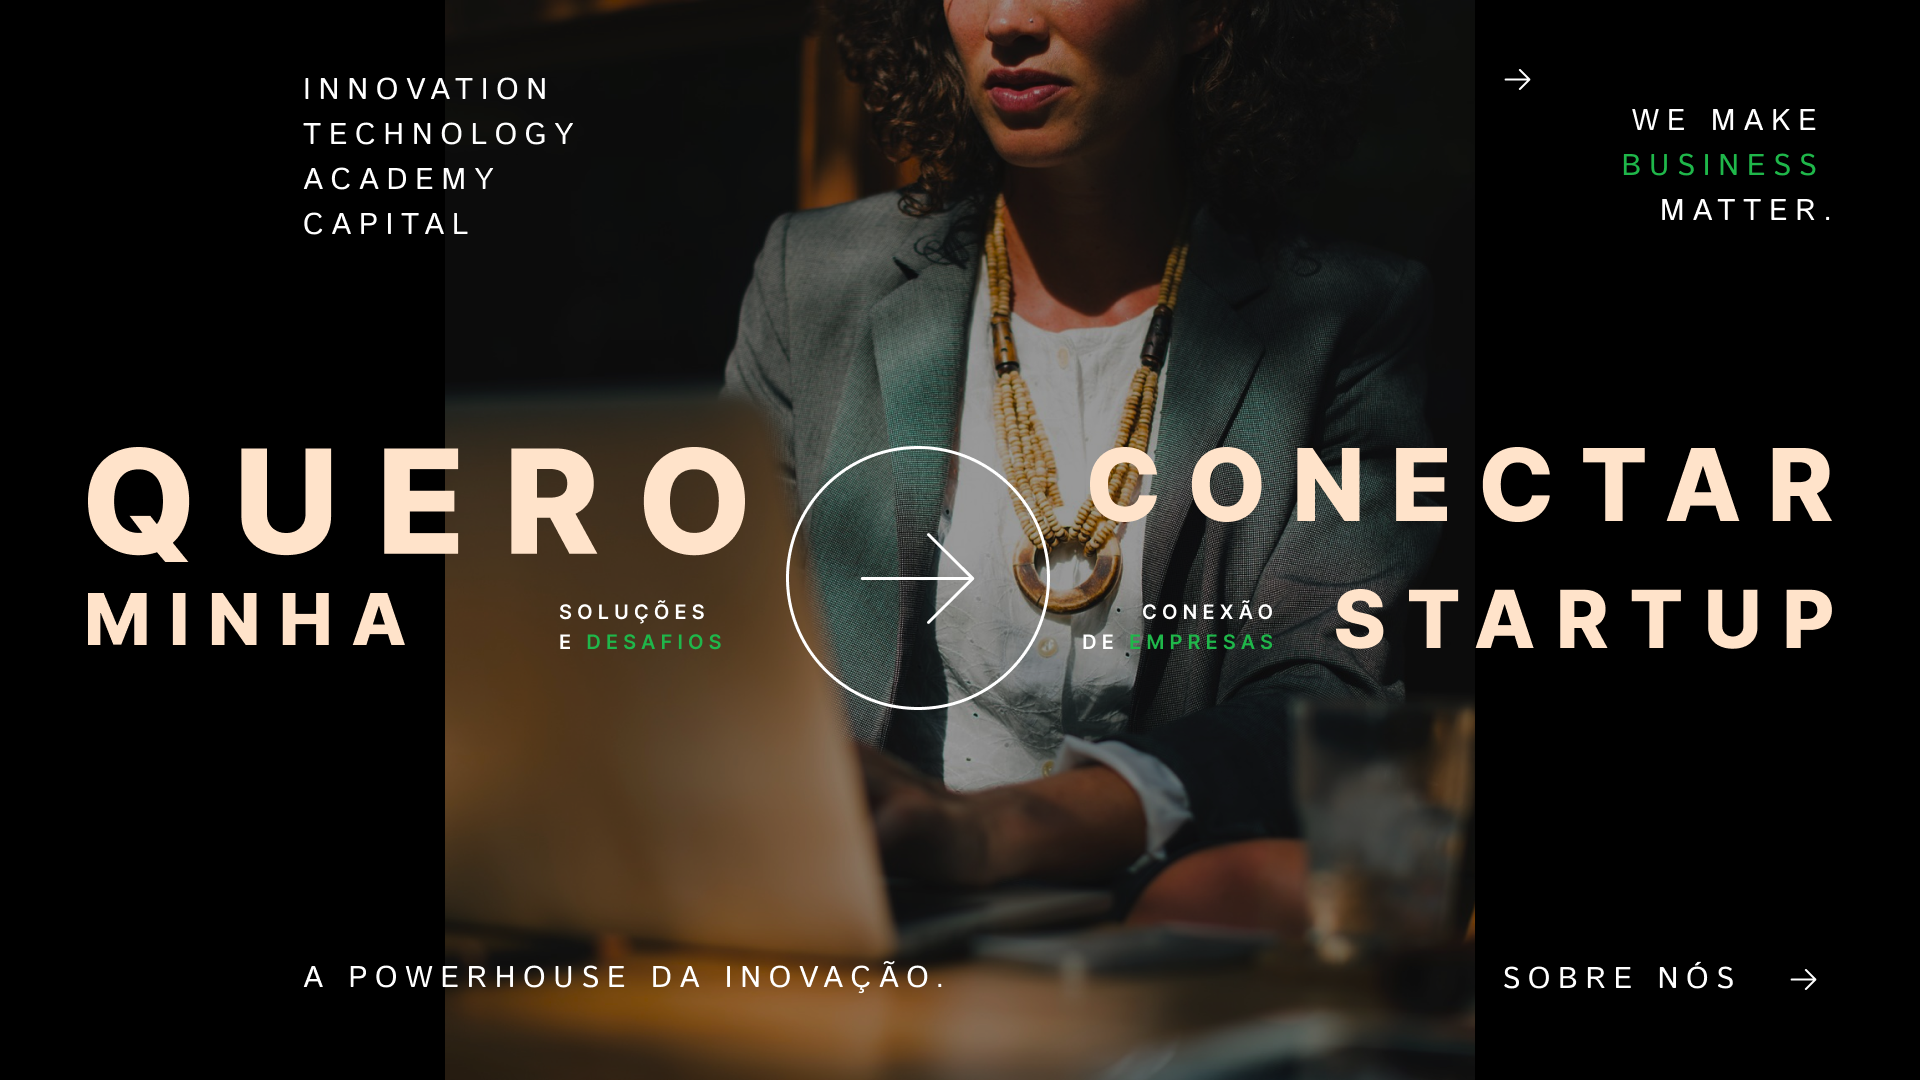 INNOVATION
TECHNOLOGY
ACADEMY
CAPITAL
WE MAKE
BUSINESS
MATTER.
QUERO CONECTAR
MINHA STARTUP
SOLUÇÕES
E DESAFIOS
CONEXÃO
DE EMPRESAS
A POWERHOUSE DA INOVAÇÃO.
SOBRE NÓS